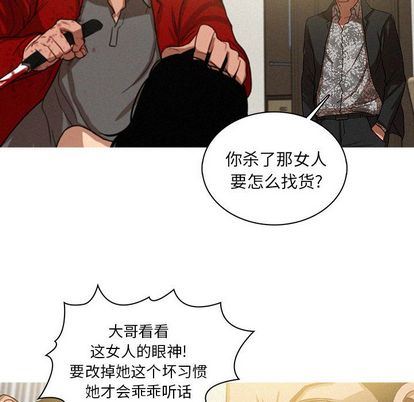 你杀了那女人
要怎么找货?
大哥看看
这女人的眼神!
要改掉她这个坏习惯
她才会乖乖听话